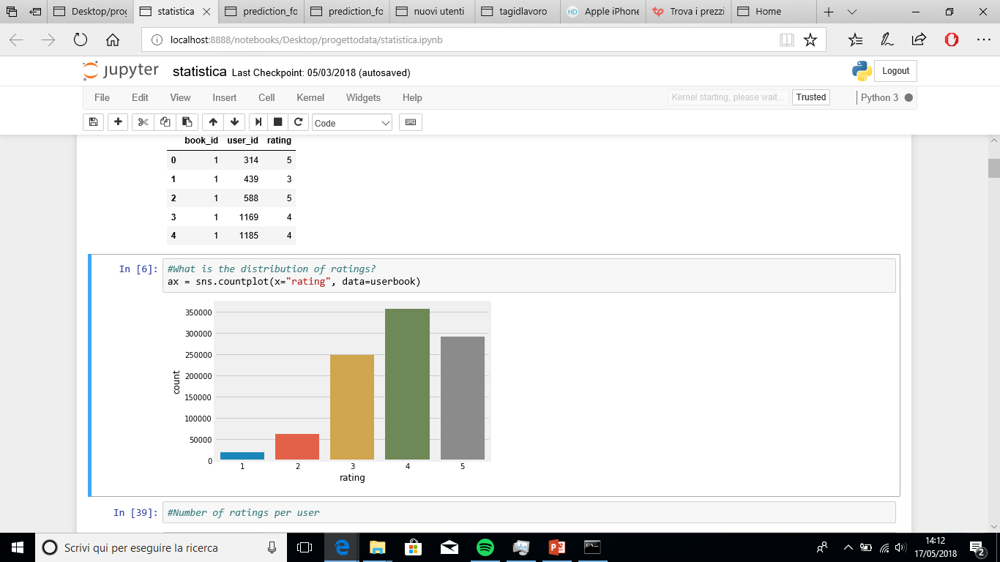 Desktop/prog
statistica
prediction_fo
prediction_fo
nuovi utenti
tagidlavoro
HD Apple iPhone
tp Trova i prezzi
Home
localhost:8888/notebooks/Desktop/progettodata/statistica.ipynb
jupyter statistica Last Checkpoint: 05/03/2018 (autosaved)
Logout
File Edit View Insert Cell Kernel Widgets Help
Kernel starting, please wait... Trusted Python 3
Code
book_id user_id rating
0 1 314 5
1 1 439 3
2 1 588 5
3 1 1169 4
4 1 1185 4
In [6]: #What is the distribution of ratings?
ax = sns.countplot(x="rating", data=userbook)
350000
300000
250000
200000
150000
100000
50000
0
count
1 2 3 4 5
rating
In [39]: #Number of ratings per user
Scrivi qui per eseguire la ricerca
14:12
17/05/2018
2